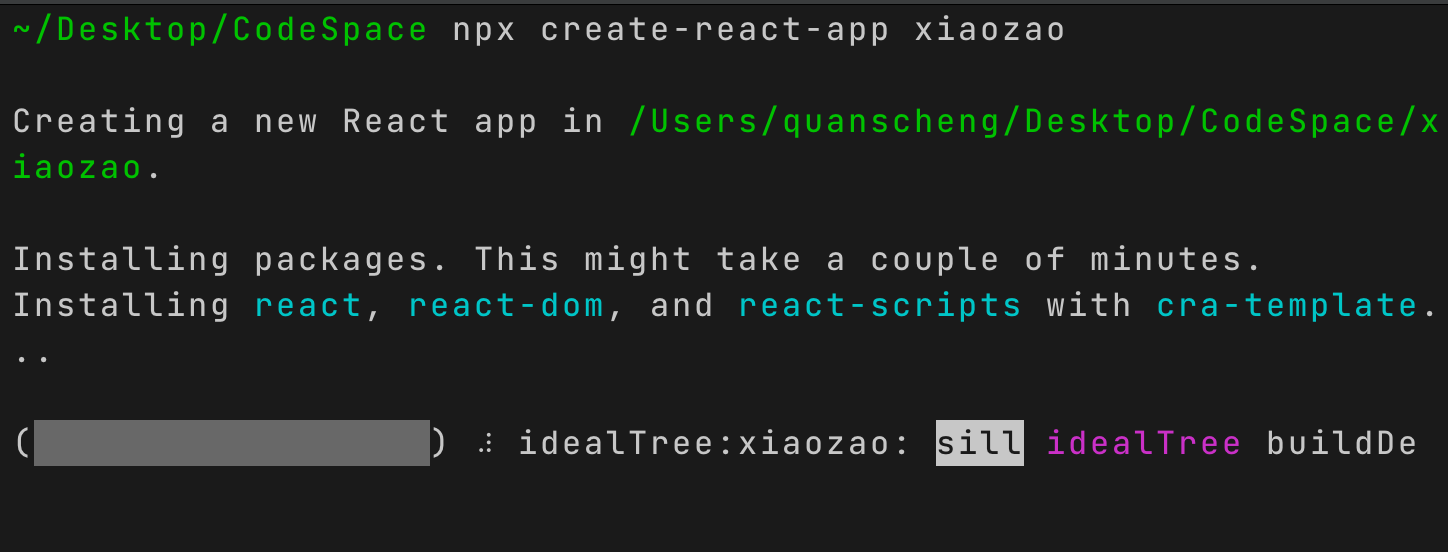 ~/Desktop/CodeSpace npx create-react-app xiaozao
Creating a new React app in /Users/quanscheng/Desktop/CodeSpace/x
iaozao.
Installing packages. This might take a couple of minutes.
Installing react, react-dom, and react-scripts with cra-template.
..
(                  ) ⠼ idealTree:xiaozao: sill idealTree buildDe